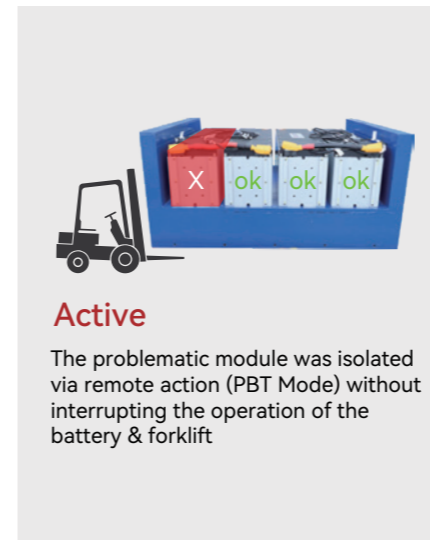 X ok ok ok
Active
The problematic module was isolated
via remote action (PBT Mode) without
interrupting the operation of the
battery & forklift